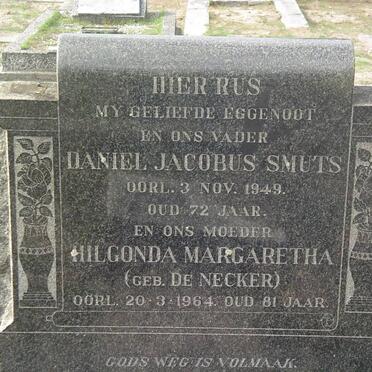 HIER RUS
MY GELIEFDE EGGENOOT
EN ONS VADER
DANIEL JACOBUS SMUTS
OORL. 3 NOV. 1949.
OUD 72 JAAR.
EN ONS MOEDER
HILGONDA MARGARETHA
(GEB. DE NECKER)
OORL. 20-3-1964. OUD 81 JAAR.
GODS WEG IS VOLMAAK.